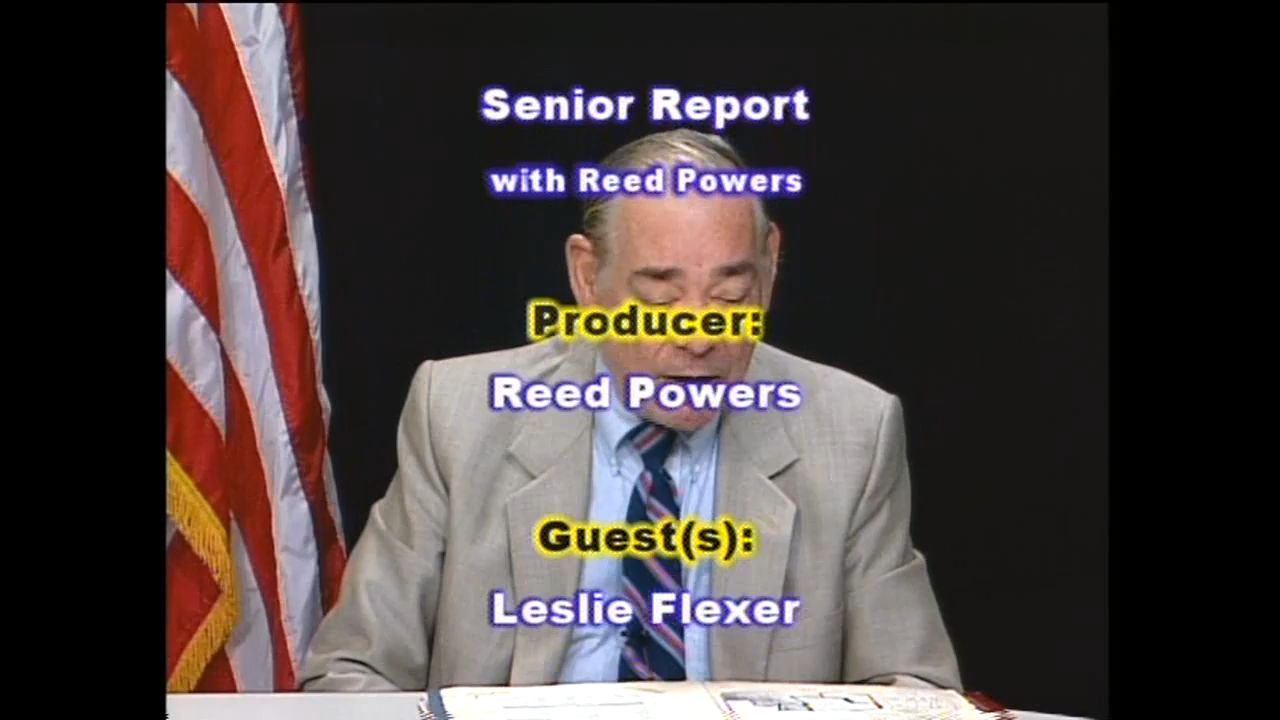 Senior Report
with Reed Powers
Producer:
Reed Powers
Guest(s):
Leslie Flexer